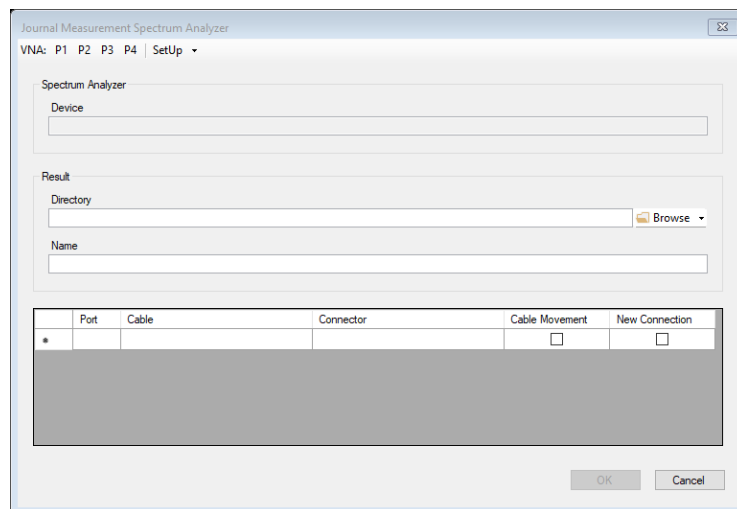 Journal Measurement Spectrum Analyzer
VNA: P1 P2 P3 P4 SetUp
Spectrum Analyzer
Device
Result
Directory
Browse
Name
Port Cable Connector Cable Movement New Connection
OK Cancel